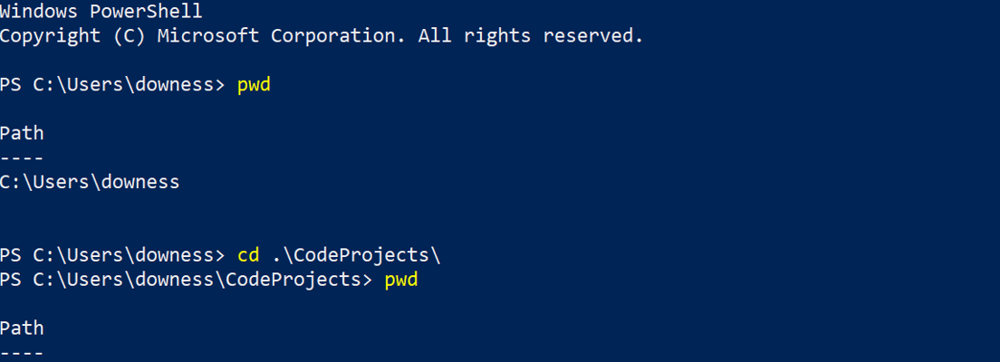 Windows PowerShell
Copyright (C) Microsoft Corporation. All rights reserved.
PS C:\Users\downess> pwd
Path
----
C:\Users\downess
PS C:\Users\downess> cd .\CodeProjects\
PS C:\Users\downess\CodeProjects> pwd
Path
----